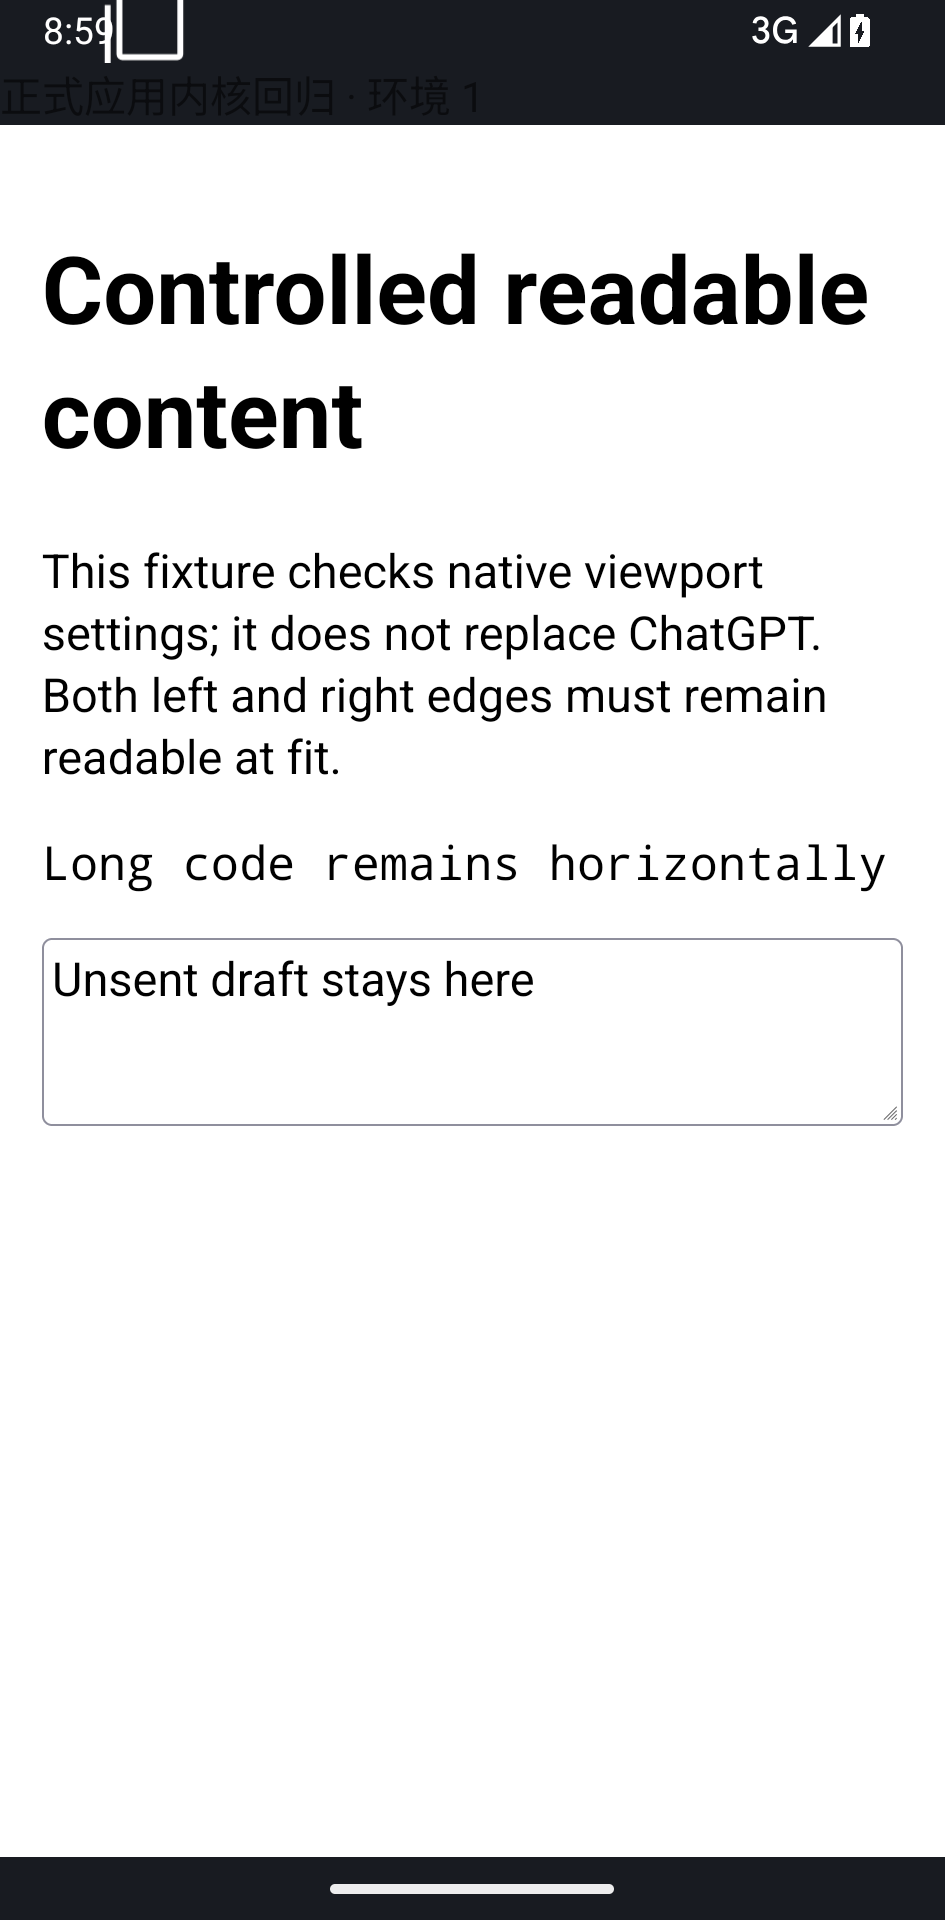 8:59
3G
正式应用内核回归 · 环境 1
Controlled readable
content
This fixture checks native viewport
settings; it does not replace ChatGPT.
Both left and right edges must remain
readable at fit.
Long code remains horizontally
Unsent draft stays here